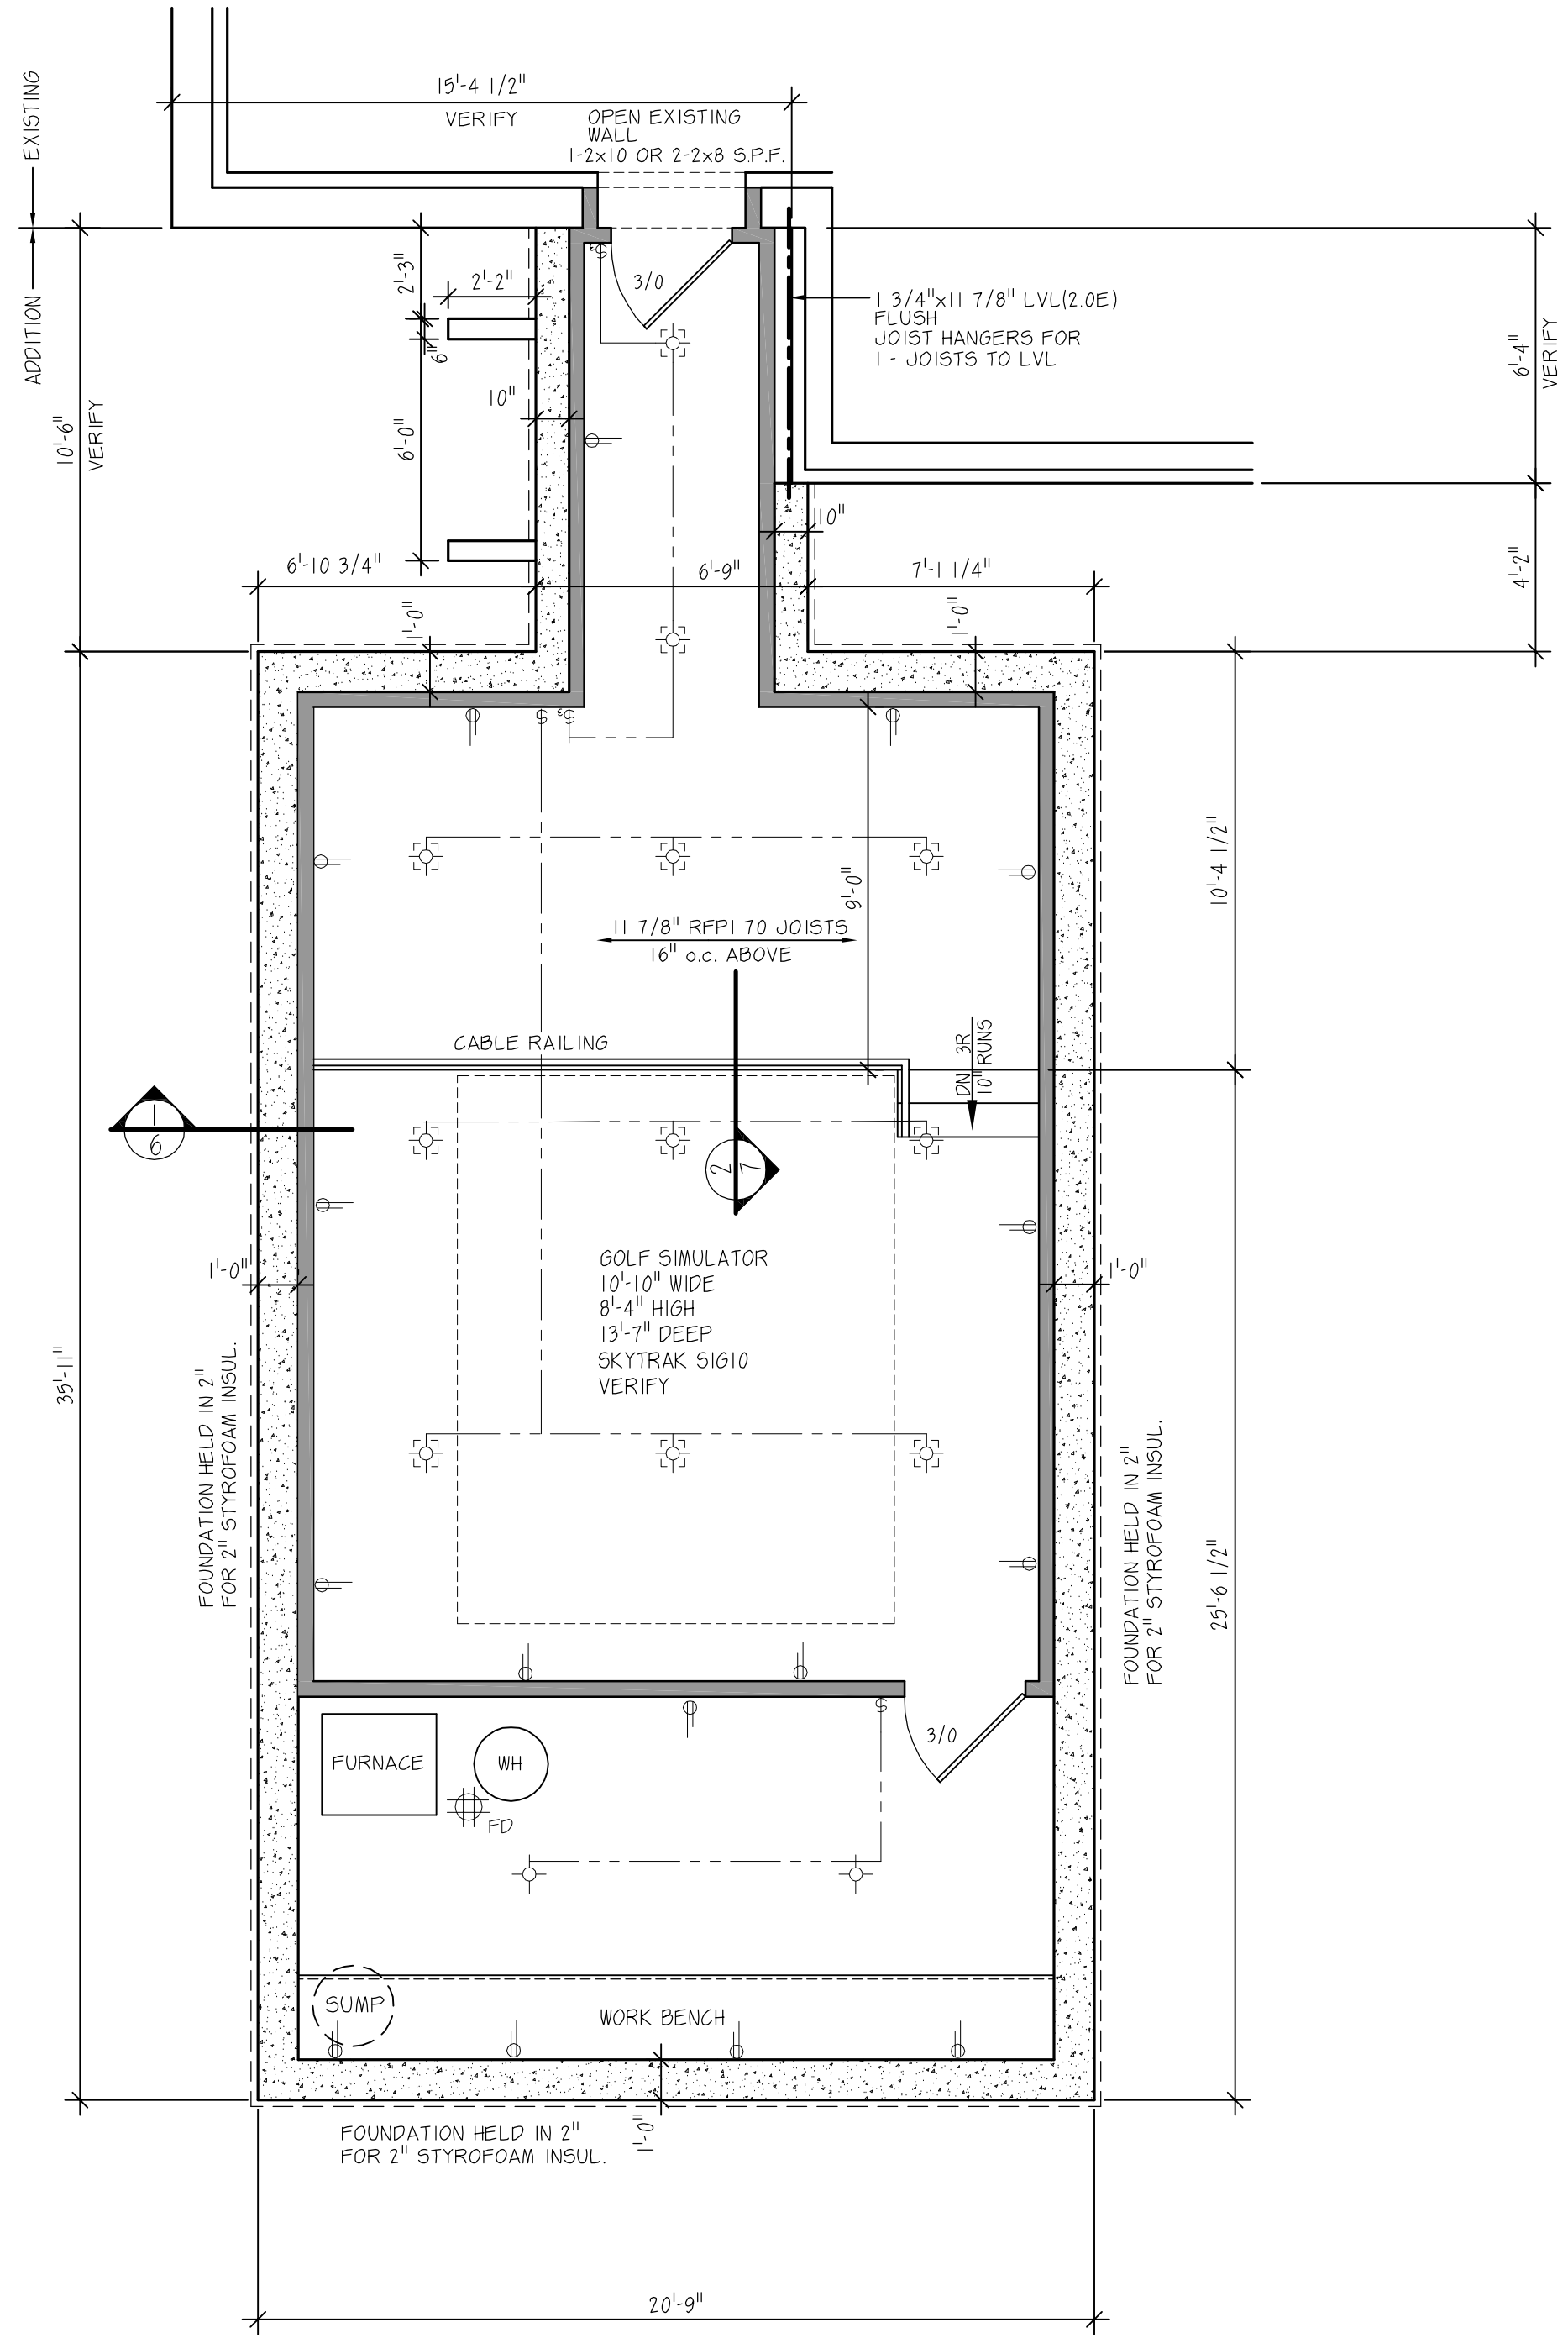 15'-4 1/2"
VERIFY
OPEN EXISTING
WALL
1-2x10 OR 2-2x8 S.P.F.
EXISTING
ADDITION
S3
3/0
2'-3"
2'-2"
6"
6'-0"
10"
1 3/4"x11 7/8" LVL(2.0E)
FLUSH
JOIST HANGERS FOR
1 - JOISTS TO LVL
6'-4"
VERIFY
10'-6"
VERIFY
10"
4'-2"
6'-10 3/4"
6'-9"
7'-1 1/4"
1'-0"
1'-0"
S
S3
9'-0"
10'-4 1/2"
11 7/8" RFPI 70 JOISTS
16" o.c. ABOVE
CABLE RAILING
DN 3R
10" RUNS
1
6
2
7
GOLF SIMULATOR
10'-10" WIDE
8'-4" HIGH
13'-7" DEEP
SKYTRAK SIG10
VERIFY
1'-0"
1'-0"
35'-11"
FOUNDATION HELD IN 2"
FOR 2" STYROFOAM INSUL.
FOUNDATION HELD IN 2"
FOR 2" STYROFOAM INSUL.
25'-6 1/2"
S
3/0
FURNACE
WH
FD
SUMP
WORK BENCH
1'-0"
FOUNDATION HELD IN 2"
FOR 2" STYROFOAM INSUL.
20'-9"